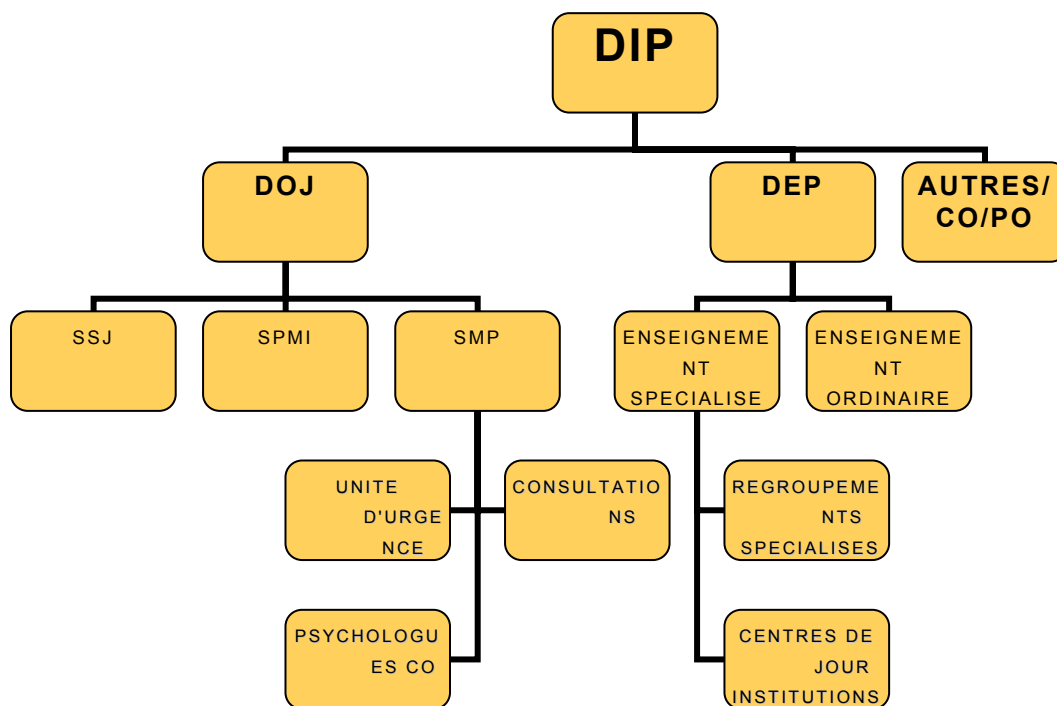 DIP
DOJ
DEP
AUTRES/
CO/PO
SSJ
SPMI
SMP
ENSEIGNEME
NT
SPECIALISE
ENSEIGNEME
NT
ORDINAIRE
UNITE
D'URGE
NCE
CONSULTATIO
NS
REGROUPEME
NTS
SPECIALISES
PSYCHOLOGU
ES CO
CENTRES DE
JOUR
INSTITUTIONS